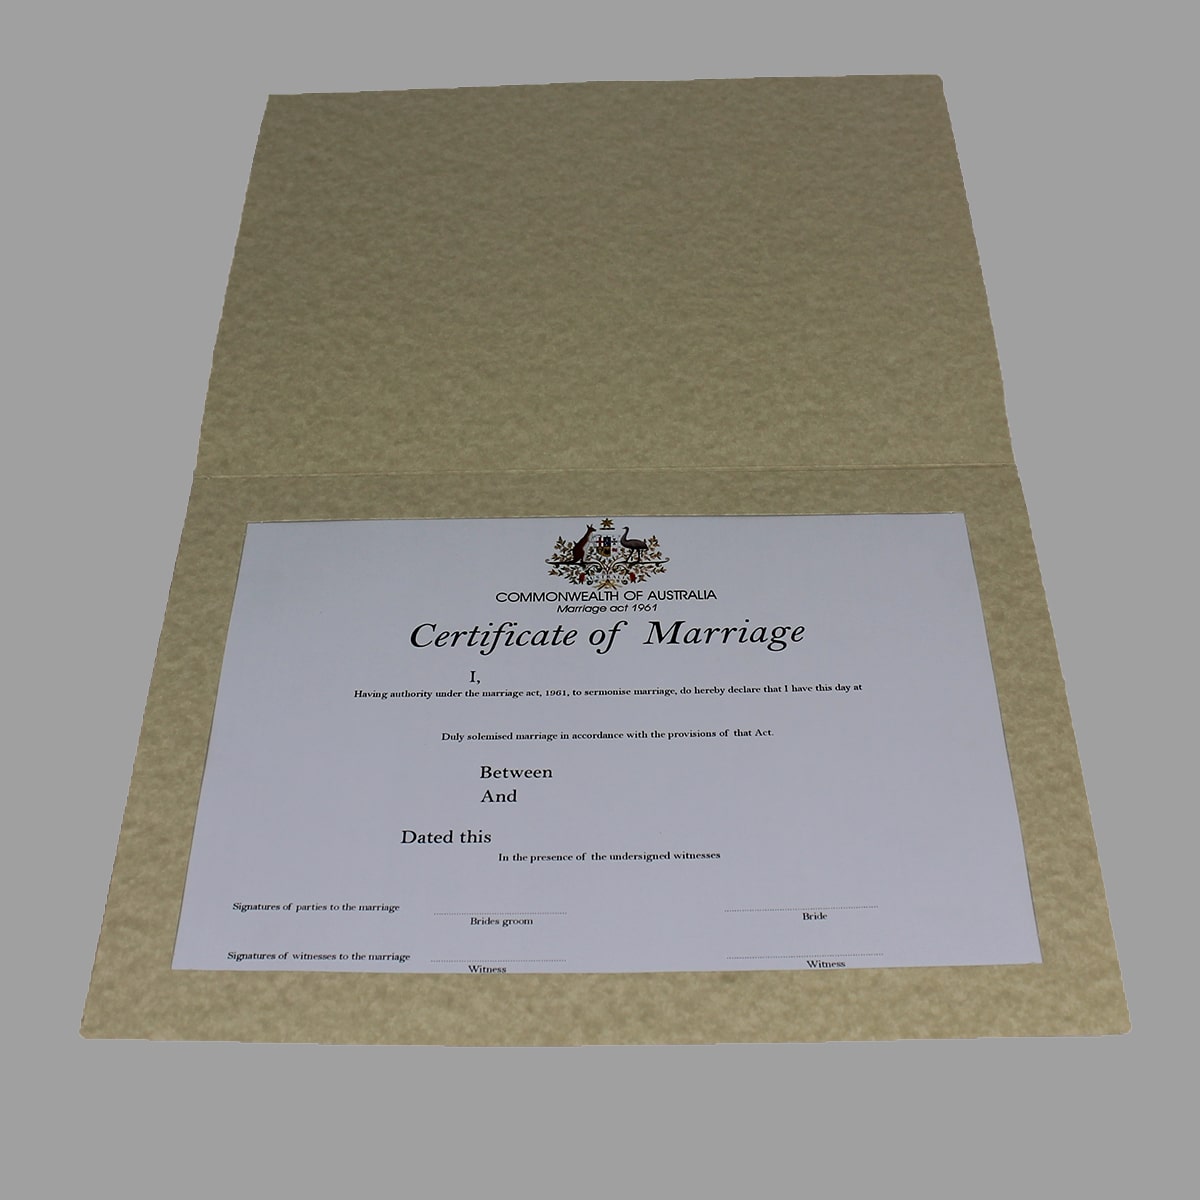 AUSTRALIA
COMMONWEALTH OF AUSTRALIA
Marriage act 1961
Certificate of Marriage
I,
Having authority under the marriage act, 1961, to sermonise marriage, do hereby declare that I have this day at
Duly solemised marriage in accordance with the provisions of that Act.
Between
And
Dated this
In the presence of the undersigned witnesses
Signatures of parties to the marriage
Brides groom
Bride
Signatures of witnesses to the marriage
Witness
Witness